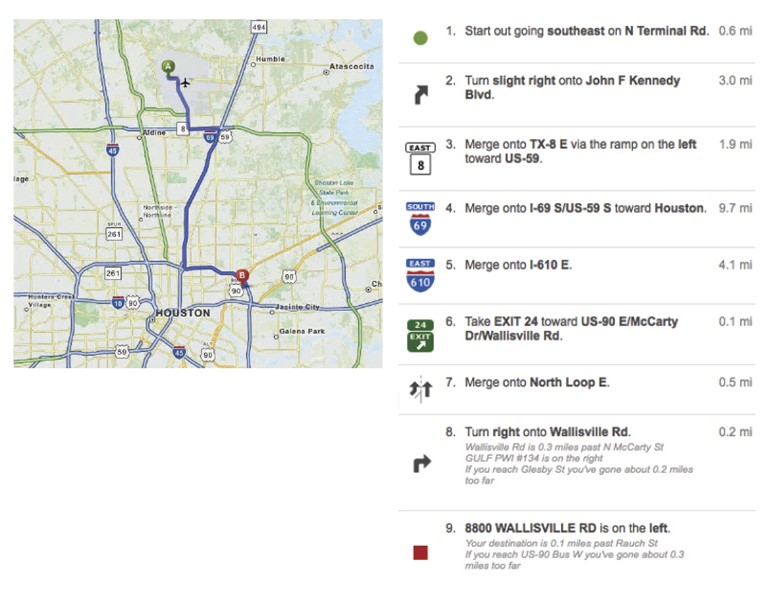 494
Humble
Atascocita
A
8
69
59
Aldine
45
lage
Sheldon Lake
State Park
& Environmental
Learning Center
Northside -
Northline
SPUR
261
261
B
90
90
Hunters Creek
Village
10
90
HOUSTON
Jacinto City
Galena Park
Ch
S
59
45
ALT
90
1. Start out going southeast on N Terminal Rd. 0.6 mi
2. Turn slight right onto John F Kennedy 3.0 mi
Blvd.
EAST
8
3. Merge onto TX-8 E via the ramp on the left 1.9 mi
toward US-59.
SOUTH
69
4. Merge onto I-69 S/US-59 S toward Houston. 9.7 mi
EAST
610
5. Merge onto I-610 E. 4.1 mi
24
EXIT
6. Take EXIT 24 toward US-90 E/McCarty 0.1 mi
Dr/Wallisville Rd.
7. Merge onto North Loop E. 0.5 mi
8. Turn right onto Wallisville Rd. 0.2 mi
Wallisville Rd is 0.3 miles past N McCarty St
GULF PWI #134 is on the right
If you reach Glesby St you've gone about 0.2 miles
too far
9. 8800 WALLISVILLE RD is on the left.
Your destination is 0.1 miles past Rauch St
If you reach US-90 Bus W you've gone about 0.3
miles too far